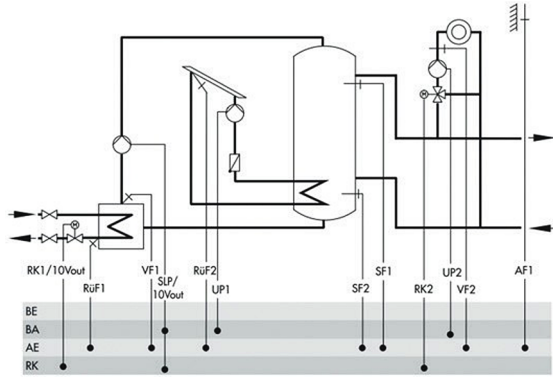 M
M
RK1/10Vout
RüF1
VF1
SLP/
10Vout
RüF2
UP1
SF2
SF1
RK2
UP2
VF2
AF1
BE
BA
AE
RK